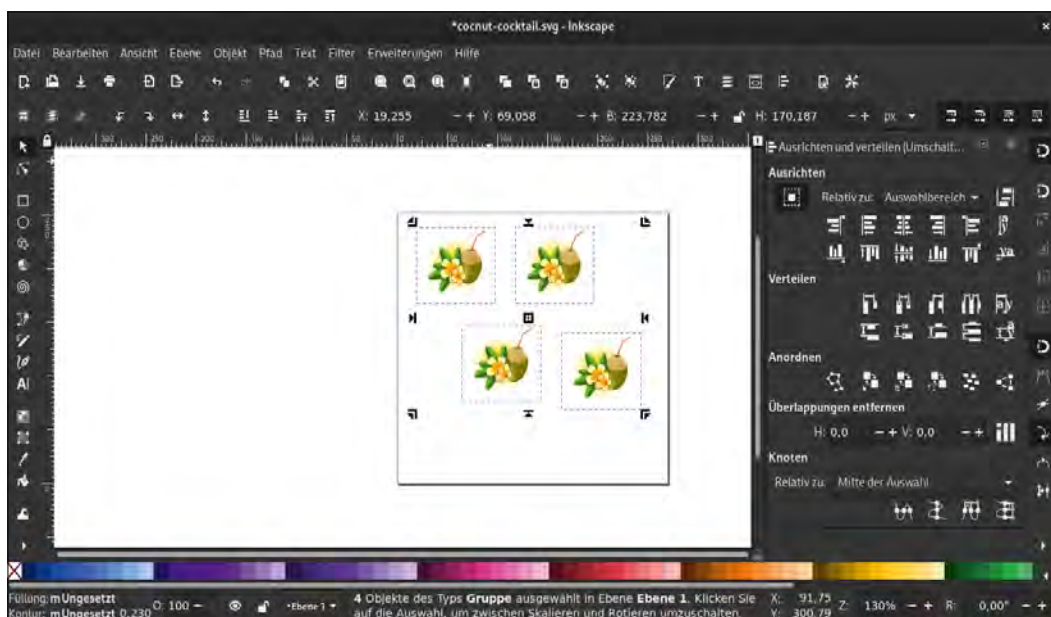 *cocnut-cocktail.svg - Inkscape
Datei Bearbeiten Ansicht Ebene Objekt Pfad Text Filter Erweiterungen Hilfe
X: 19,255 − + Y: 69,058 − + B: 223,782 − + H: 170,187 − + px
Ausrichten und verteilen (Umschalt...
Ausrichten
Relativ zu: Auswahlbereich
Verteilen
Anordnen
Überlappungen entfernen
H: 0,0 − + V: 0,0 − +
Knoten
Relativ zu: Mitte der Auswahl
Füllung: m Ungesetzt
Kontur: m Ungesetzt 0,230
O: 100 −
•Ebene 1
4 Objekte des Typs Gruppe ausgewählt in Ebene Ebene 1. Klicken Sie
auf die Auswahl, um zwischen Skalieren und Rotieren umzuschalten.
X: 91,75
Y: 300,79
Z: 130% − + R: 0,00° − +